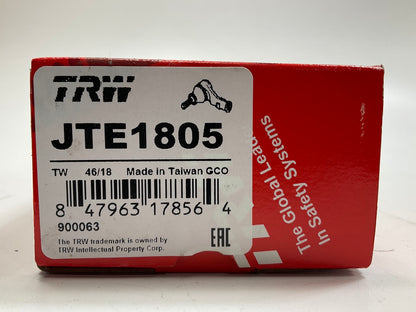 TRW
JTE1805
TW 46/18 Made in Taiwan GCO
8 47963 17856 4
900063
The TRW trademark is owned by
TRW Intellectual Property Corp.
EAC
The Global Lead
In Safety Systems